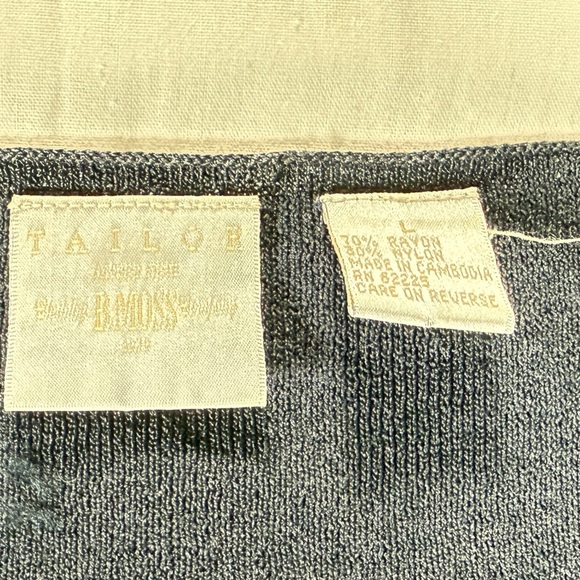 TAILOR
B.MOSS
L
70% RAYON
30% NYLON
MADE IN CAMBODIA
RN 62225
CARE ON REVERSE